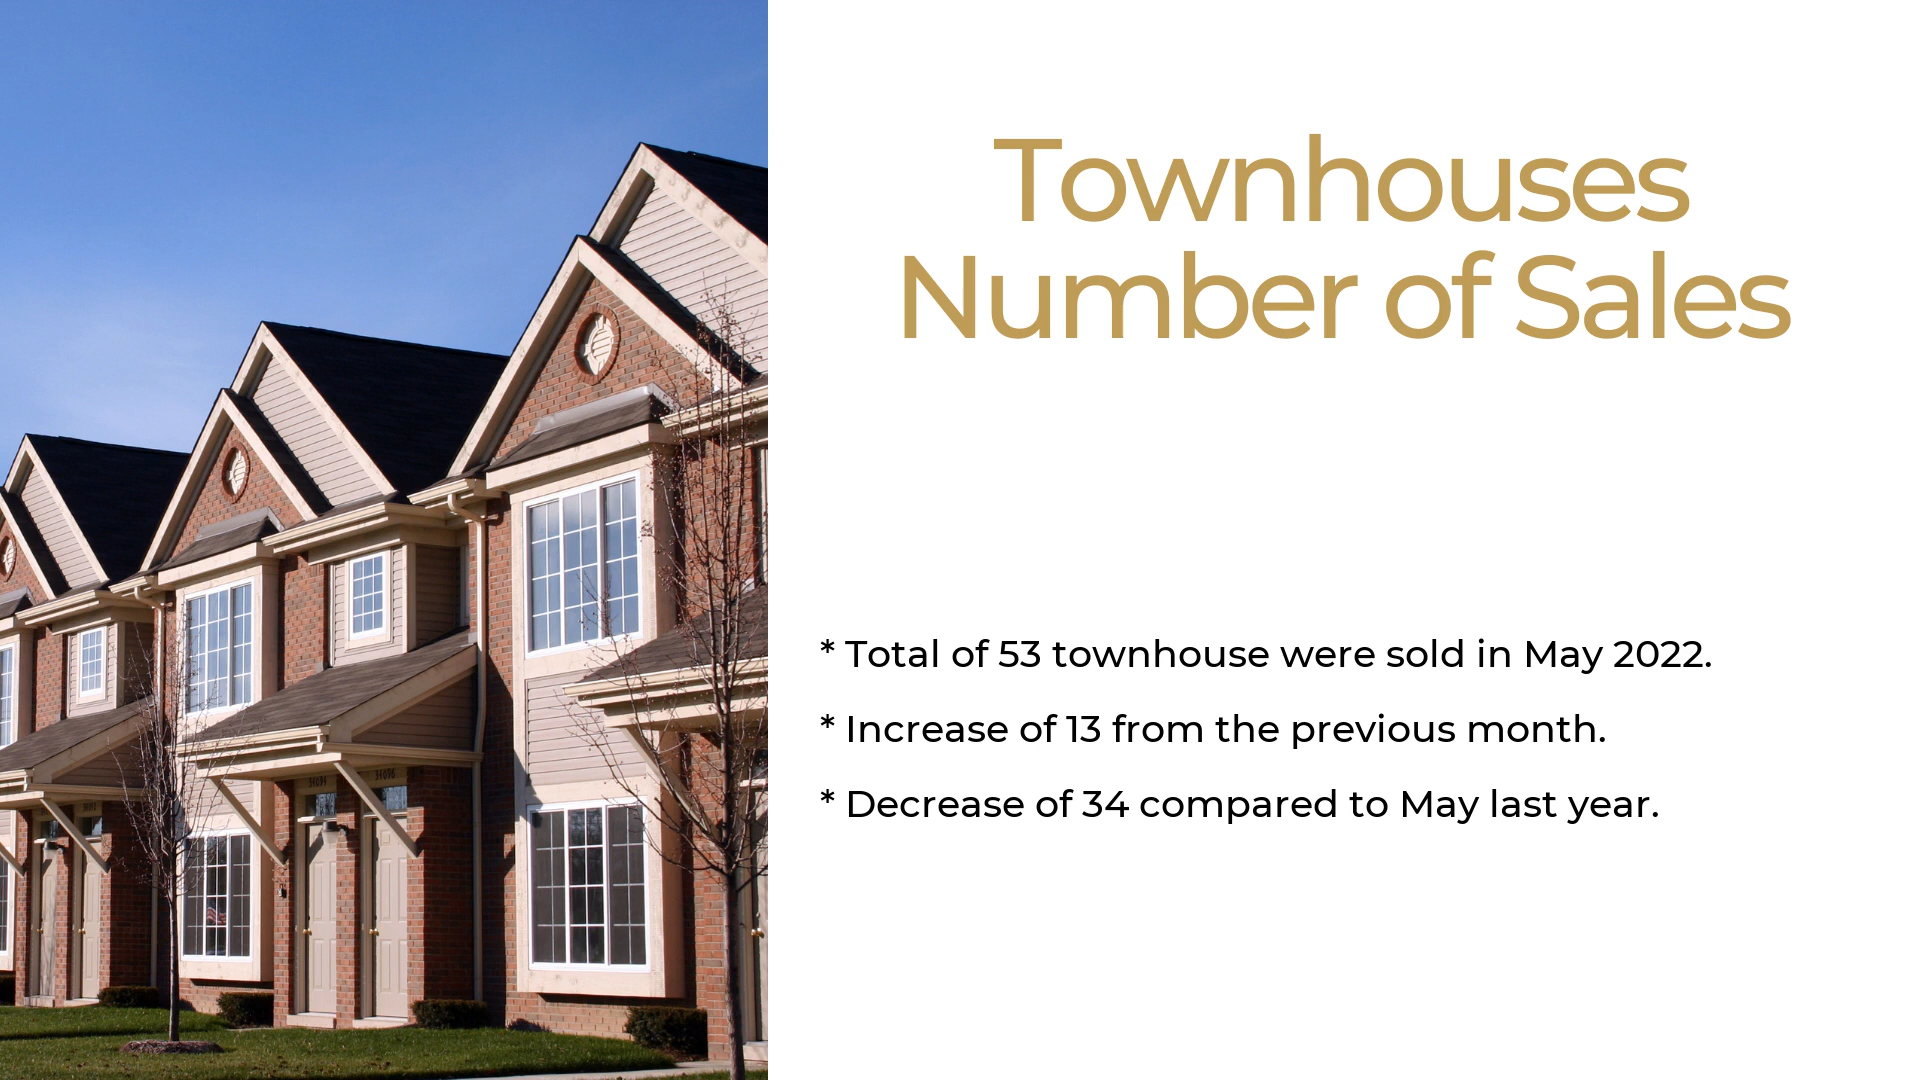 Townhouses
Number of Sales
* Total of 53 townhouse were sold in May 2022.
* Increase of 13 from the previous month.
* Decrease of 34 compared to May last year.